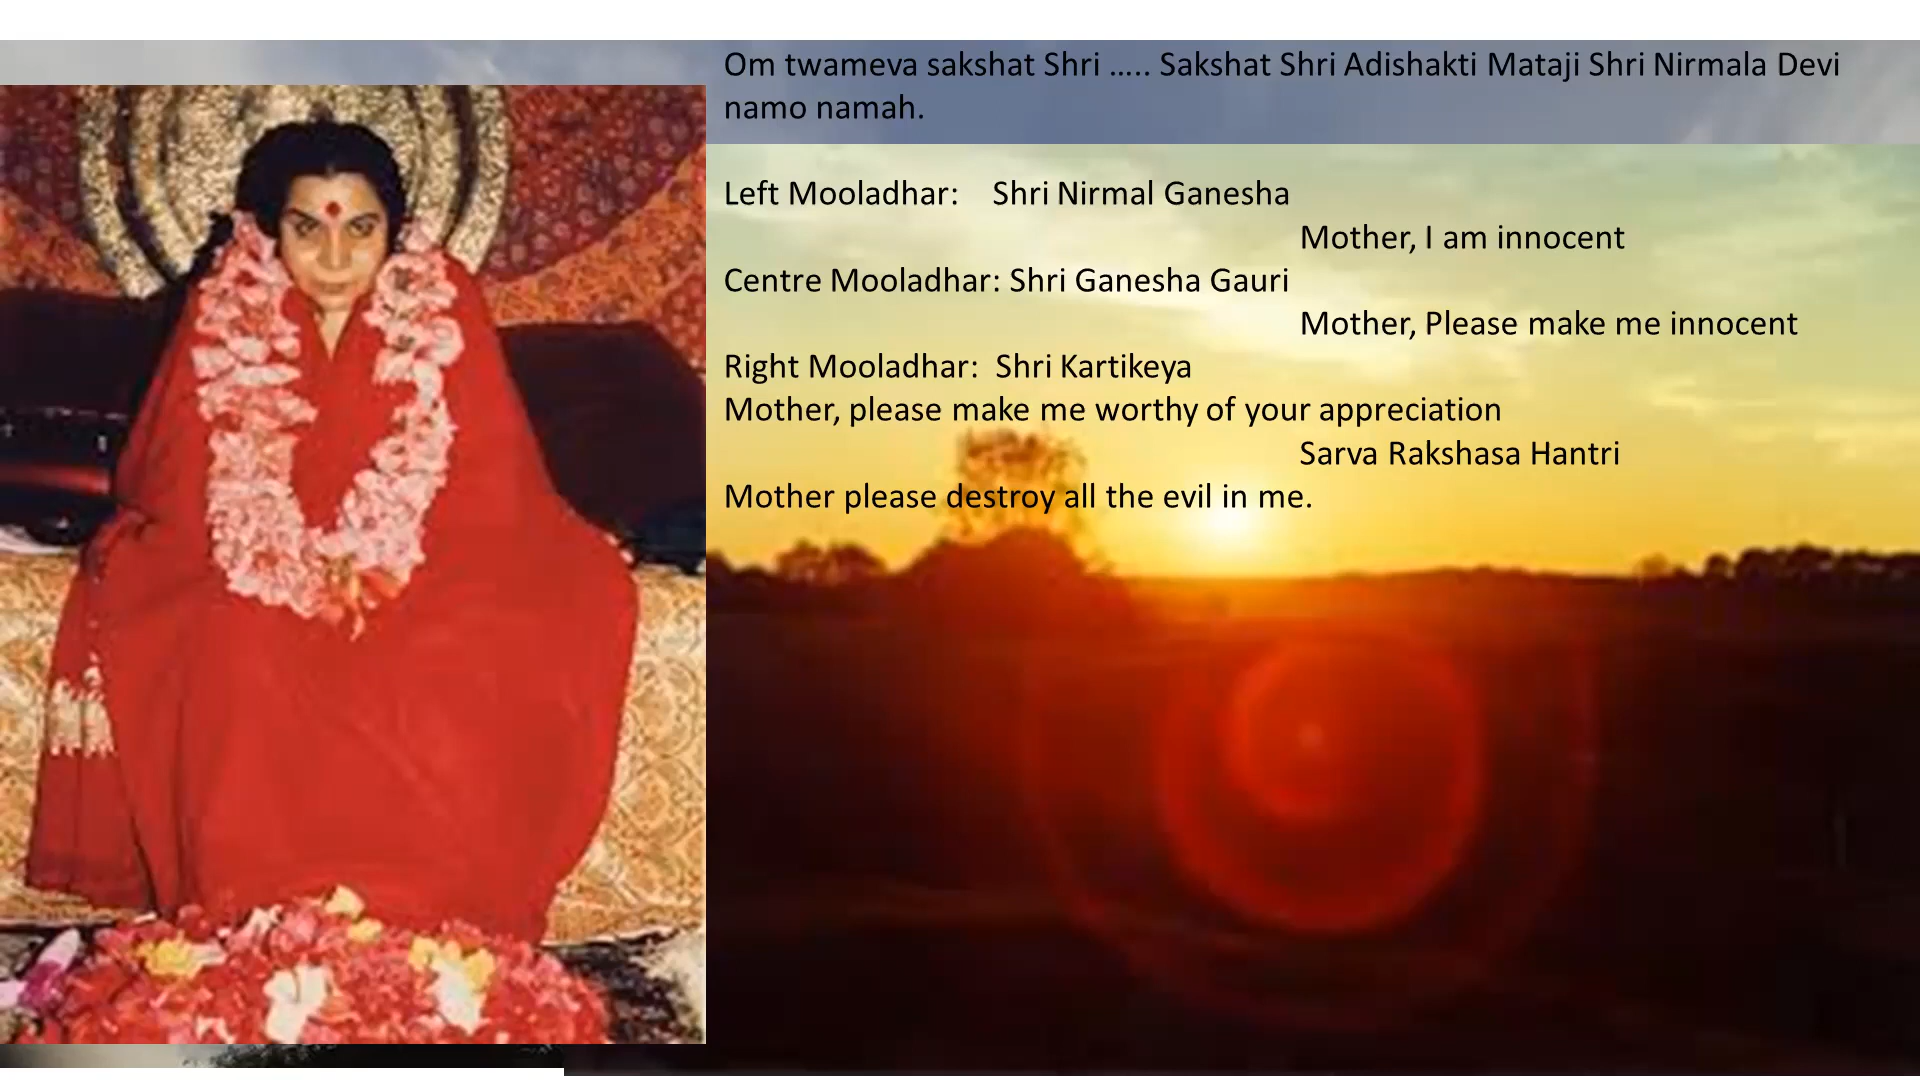 Om twameva sakshat Shri ..... Sakshat Shri Adishakti Mataji Shri Nirmala Devi
namo namah.
Left Mooladhar: Shri Nirmal Ganesha
Mother, I am innocent
Centre Mooladhar: Shri Ganesha Gauri
Mother, Please make me innocent
Right Mooladhar: Shri Kartikeya
Mother, please make me worthy of your appreciation
Sarva Rakshasa Hantri
Mother please destroy all the evil in me.